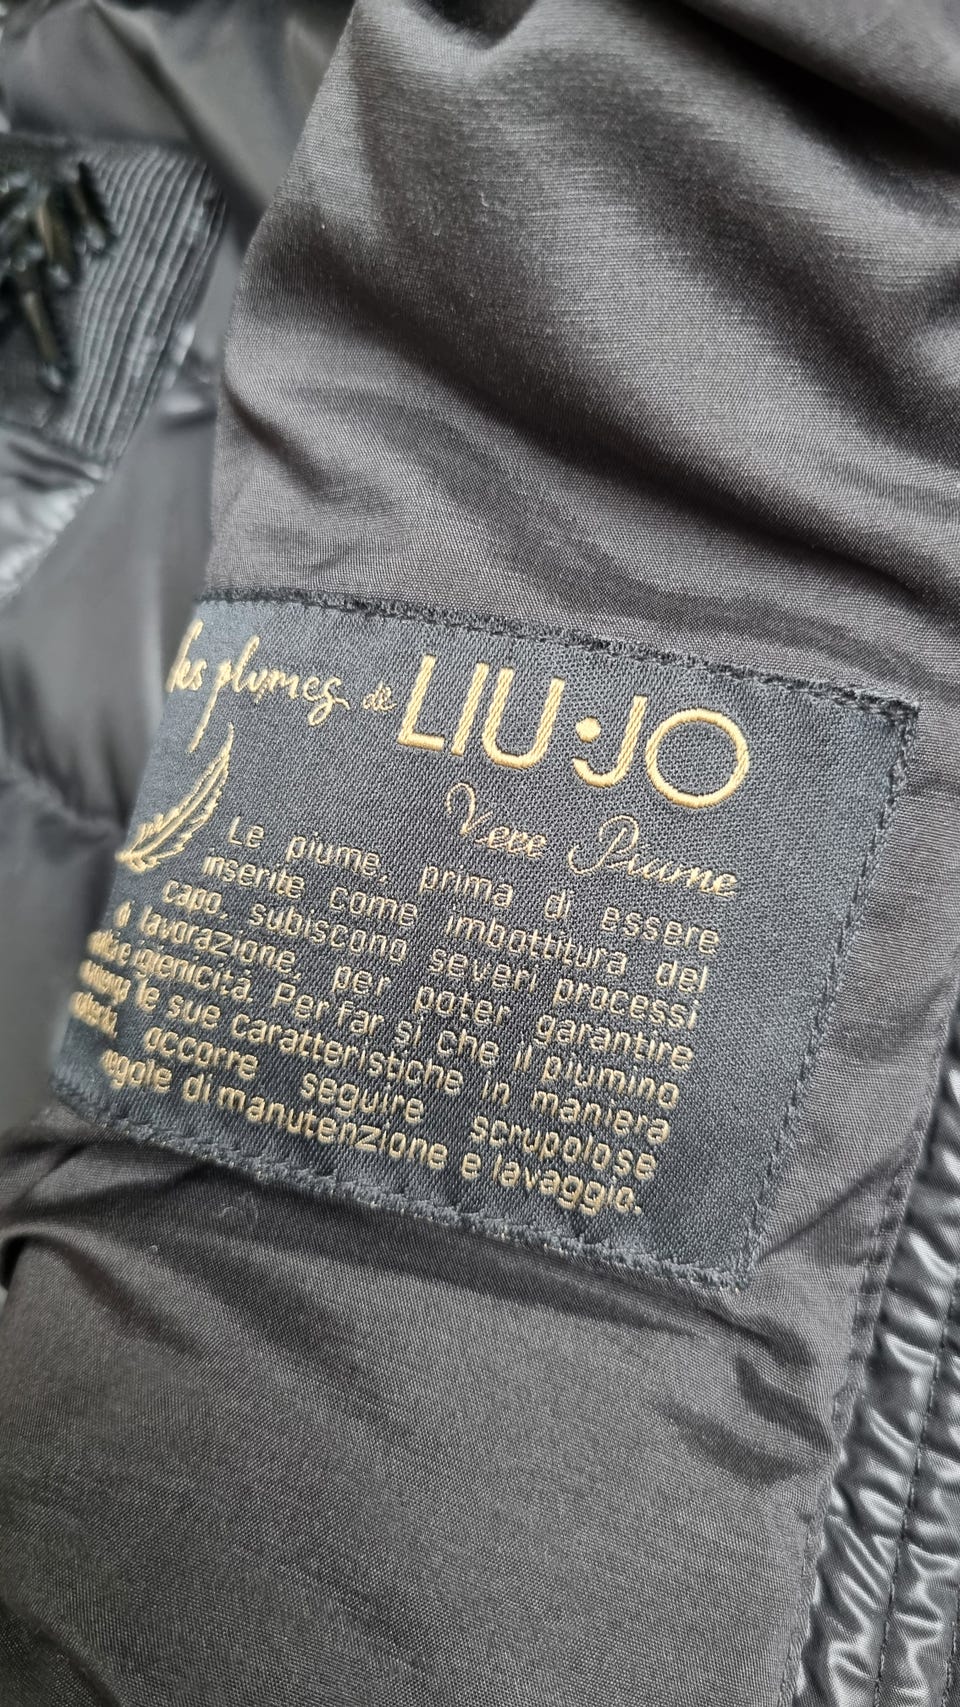 les plumes de LIU·JO
Vere Piume
Le piume, prima di essere
inserite come imbottitura del
capo, subiscono severi processi
di lavorazione, per poter garantire
igienicità. Per far sì che il piumino
le sue caratteristiche in maniera
occorre seguire scrupolose
regole di manutenzione e lavaggio.